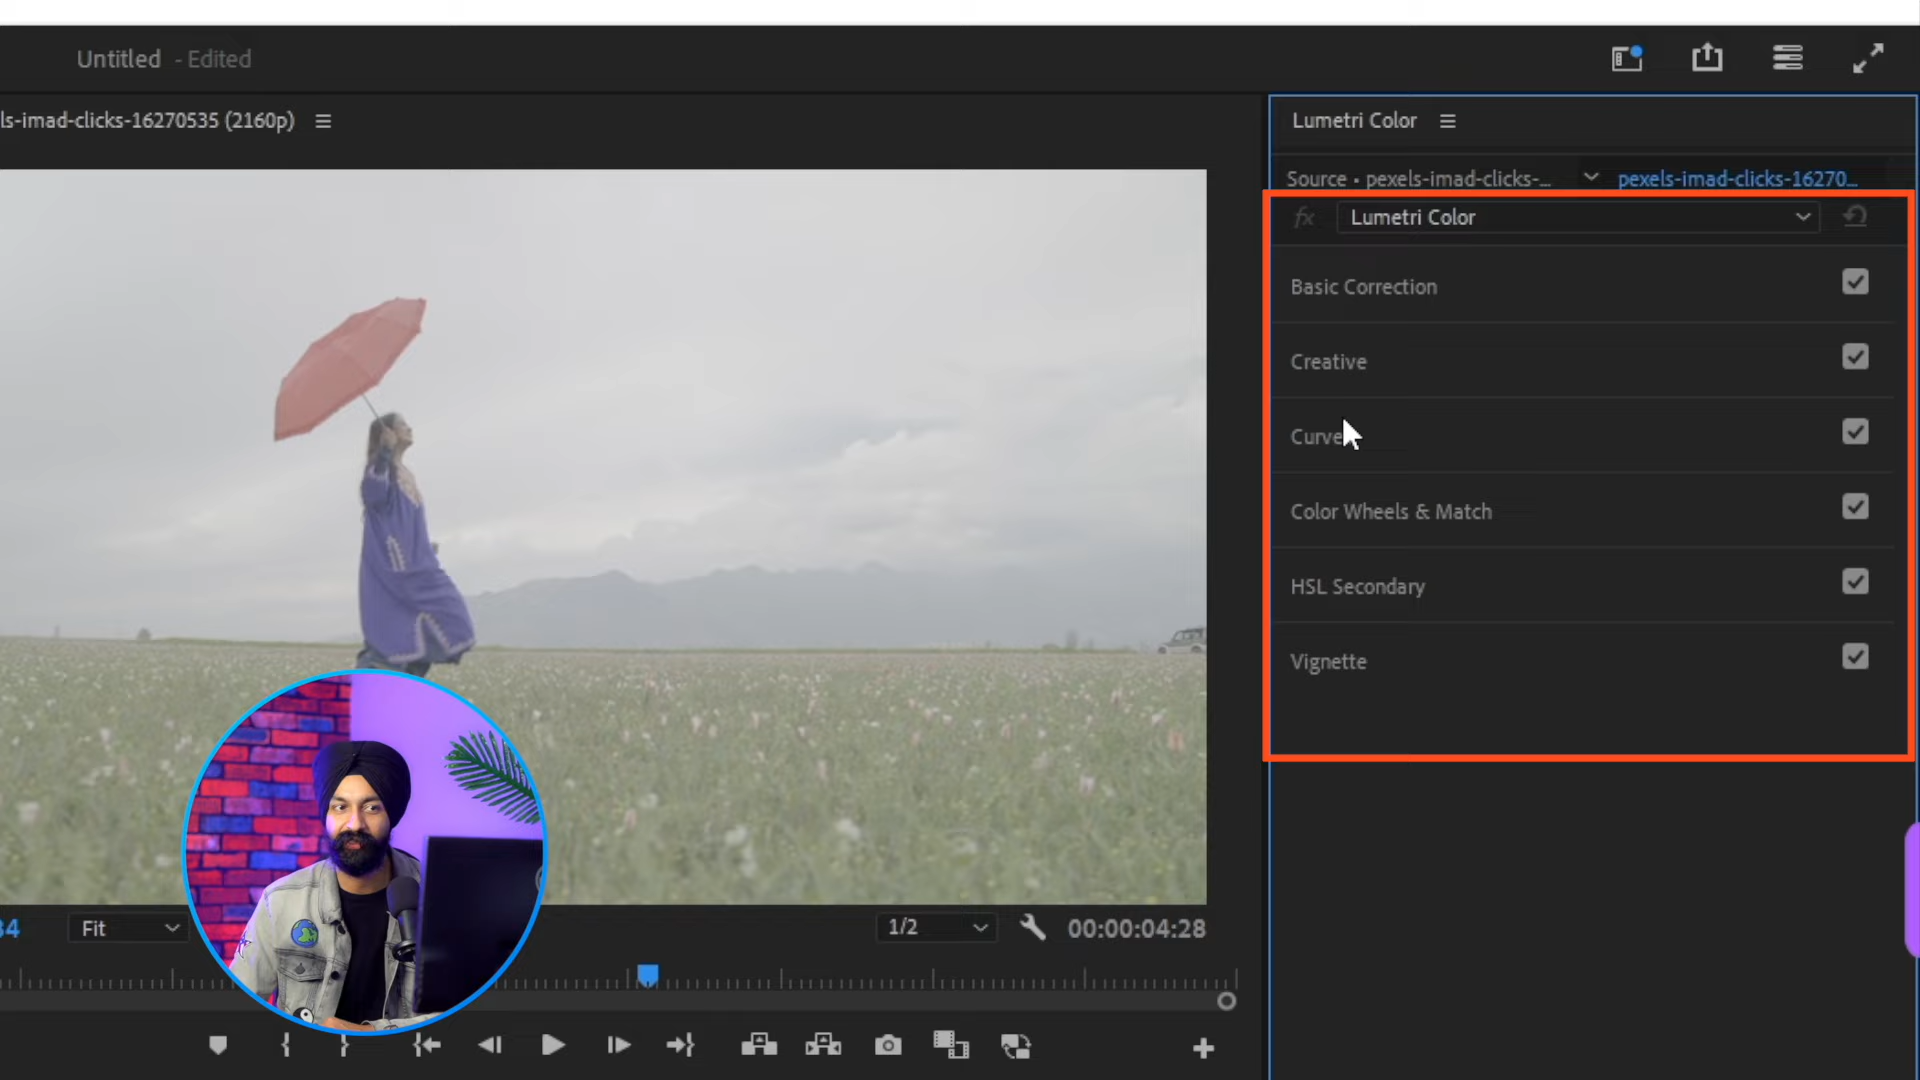 Untitled - Edited
ls-imad-clicks-16270535 (2160p)
Lumetri Color
Source • pexels-imad-clicks-... pexels-imad-clicks-16270...
fx Lumetri Color
Basic Correction
Creative
Curve
Color Wheels & Match
HSL Secondary
Vignette
34 Fit 1/2 00:00:04:28